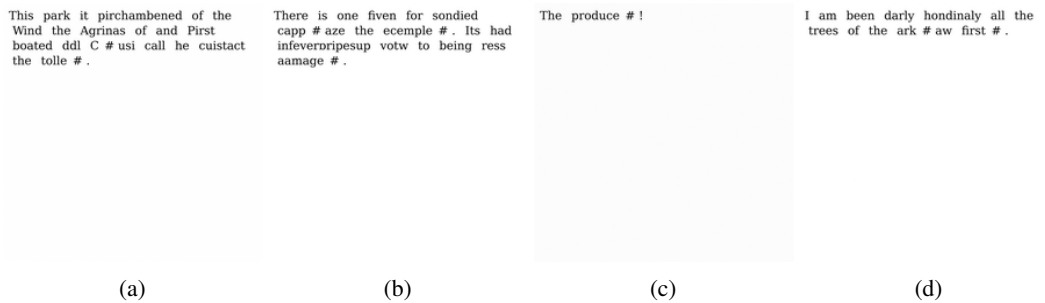 This park it pirchambened of the
Wind the Agrinas of and Pirst
boated ddl C # usi call he cuistact
the tolle # .
(a)
There is one fiven for sondied
capp # aze the ecemple # . Its had
infeverpripesup votw to being ress
aamage # .
(b)
The produce # !
(c)
I am been darly hondinaly all the
trees of the ark # aw first # .
(d)